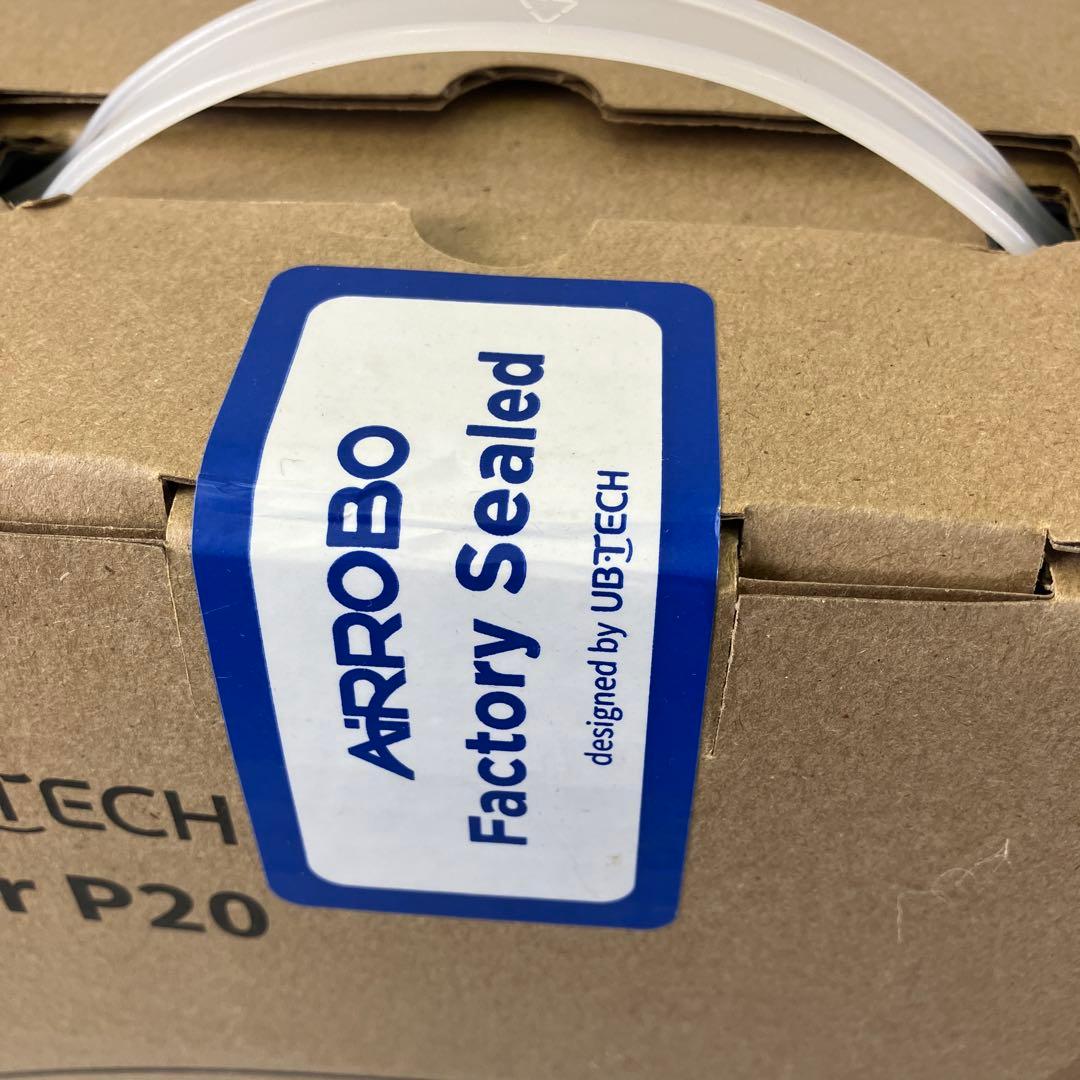 AiRROBO
Factory Sealed
designed by UBTECH
TECH
r P20